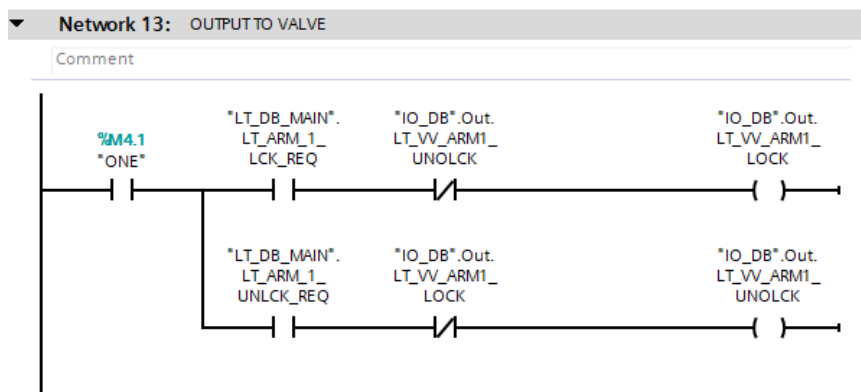 Network 13: OUTPUT TO VALVE
Comment
%M4.1
"ONE"
"LT_DB_MAIN".
LT_ARM_1_
LCK_REQ
"IO_DB".Out.
LT_VV_ARM1_
UNOLCK
"IO_DB".Out.
LT_VV_ARM1_
LOCK
"LT_DB_MAIN".
LT_ARM_1_
UNLCK_REQ
"IO_DB".Out.
LT_VV_ARM1_
LOCK
"IO_DB".Out.
LT_VV_ARM1_
UNOLCK